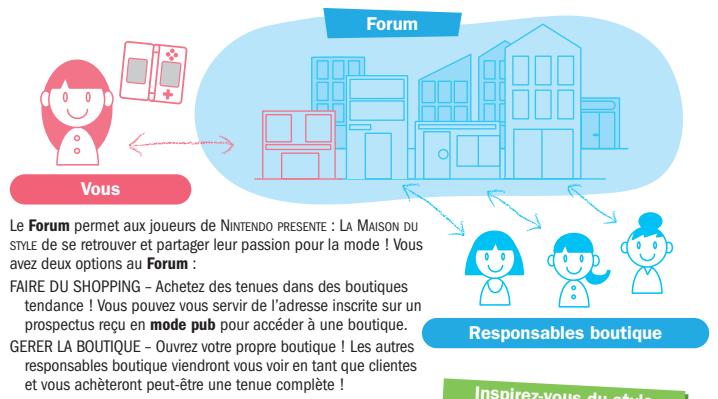 Forum
Vous
Le Forum permet aux joueurs de NINTENDO PRESENTE : LA MAISON DU
STYLE de se retrouver et partager leur passion pour la mode ! Vous
avez deux options au Forum :
FAIRE DU SHOPPING – Achetez des tenues dans des boutiques
tendance ! Vous pouvez vous servir de l'adresse inscrite sur un
prospectus reçu en mode pub pour accéder à une boutique.
GERER LA BOUTIQUE – Ouvrez votre propre boutique ! Les autres
responsables boutique viendront vous voir en tant que clientes
et vous achèteront peut-être une tenue complète !
Responsables boutique
Inspirez-vous du style